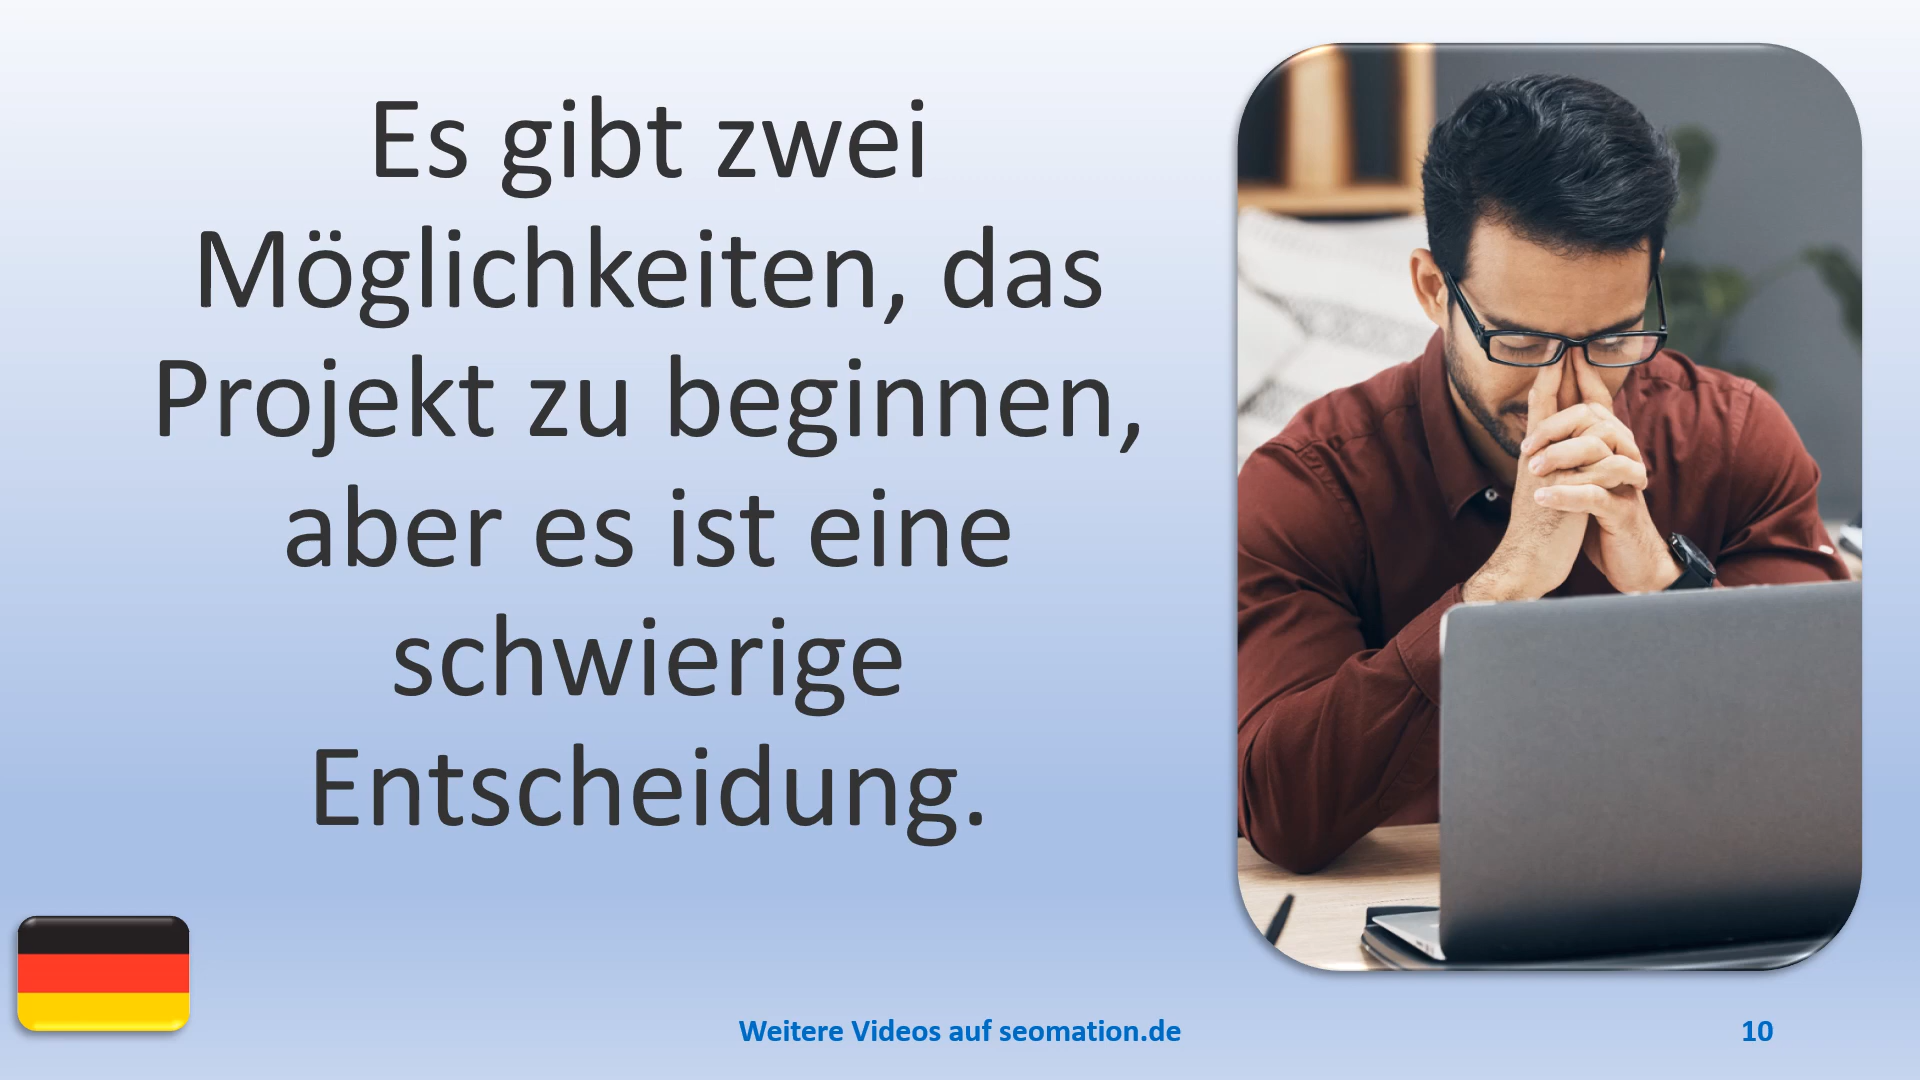 Es gibt zwei
Möglichkeiten, das
Projekt zu beginnen,
aber es ist eine
schwierige
Entscheidung.
Weitere Videos auf seomation.de
10